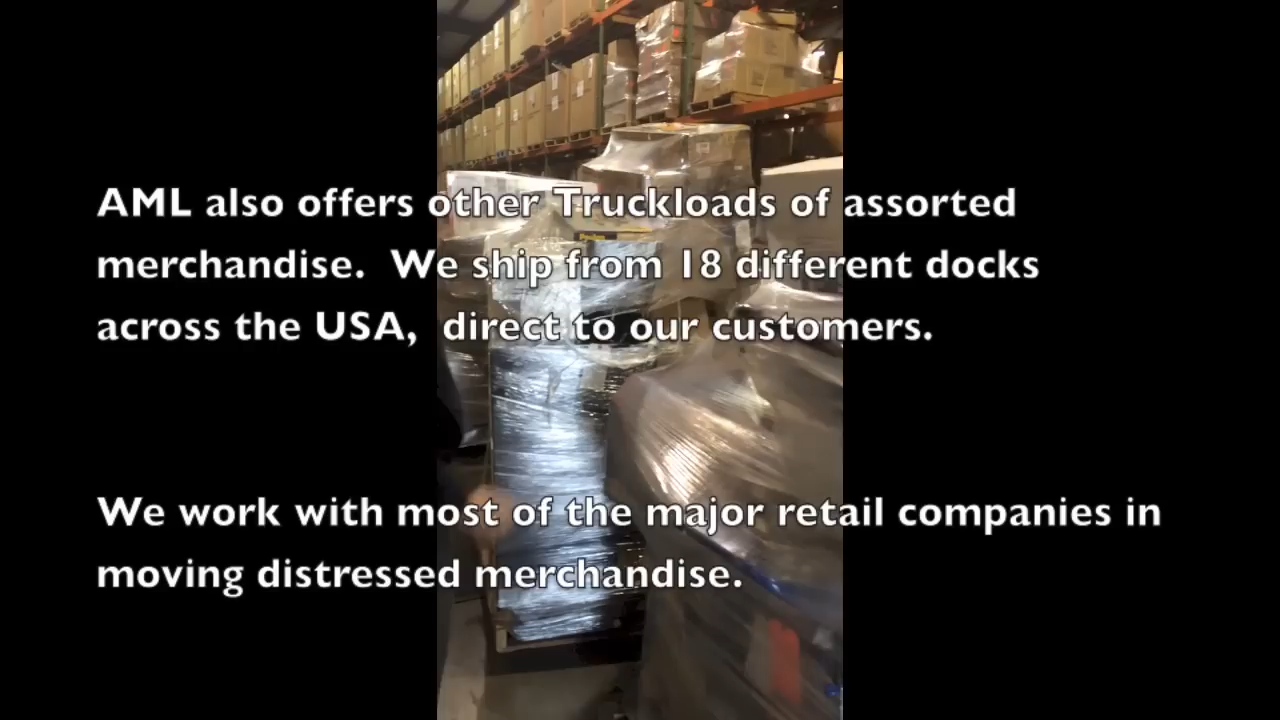 AML also offers other Truckloads of assorted
merchandise.  We ship from 18 different docks
across the USA,  direct to our customers.
We work with most of the major retail companies in
moving distressed merchandise.